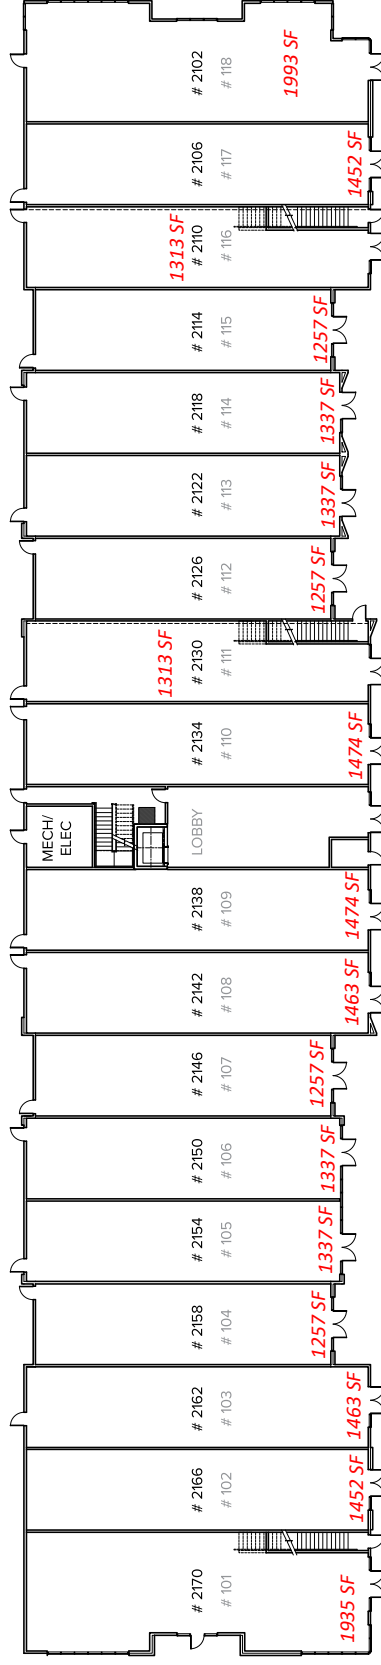 # 2102
# 118
1993 SF
# 2106
# 117
1452 SF
1313 SF
# 2110
# 116
# 2114
# 115
1257 SF
# 2118
# 114
1337 SF
# 2122
# 113
1337 SF
# 2126
# 112
1257 SF
1313 SF
# 2130
# 111
# 2134
# 110
1474 SF
MECH/
ELEC
LOBBY
# 2138
# 109
1474 SF
# 2142
# 108
1463 SF
# 2146
# 107
1257 SF
# 2150
# 106
1337 SF
# 2154
# 105
1337 SF
# 2158
# 104
1257 SF
# 2162
# 103
1463 SF
# 2166
# 102
1452 SF
# 2170
# 101
1935 SF